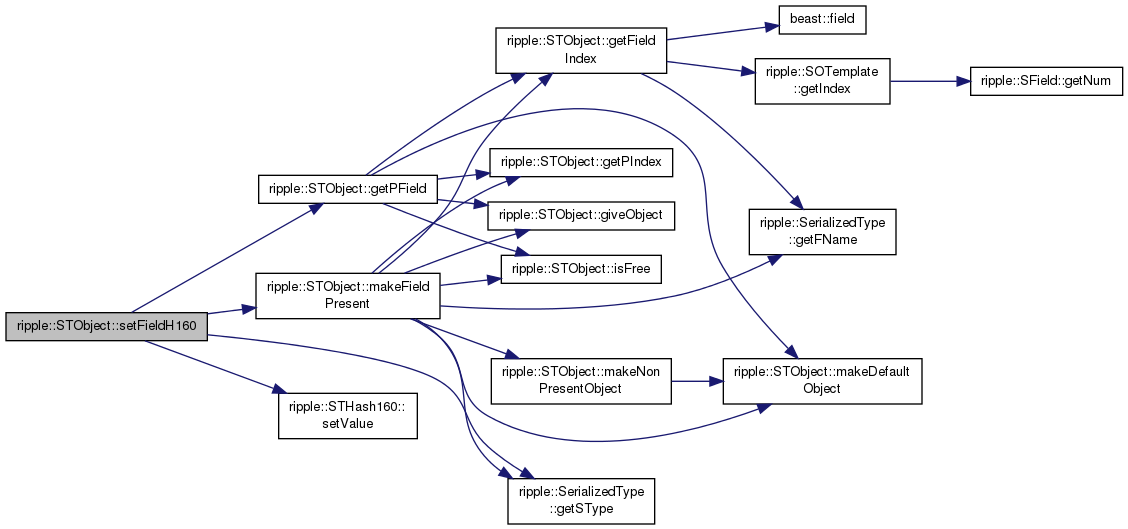 beast::field
ripple::STObject::getField
Index
ripple::SOTemplate
::getIndex
ripple::SField::getNum
ripple::STObject::getPIndex
ripple::STObject::getPField
ripple::STObject::giveObject
ripple::SerializedType
::getFName
ripple::STObject::isFree
ripple::STObject::makeField
Present
ripple::STObject::setFieldH160
ripple::STObject::makeNon
PresentObject
ripple::STObject::makeDefault
Object
ripple::STHash160::
setValue
ripple::SerializedType
::getSType